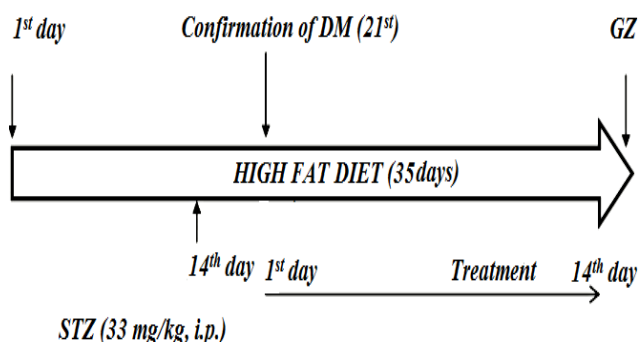 1st day Confirmation of DM (21st) GZ
HIGH FAT DIET (35days)
14th day 1st day Treatment 14th day
STZ (33 mg/kg, i.p.)